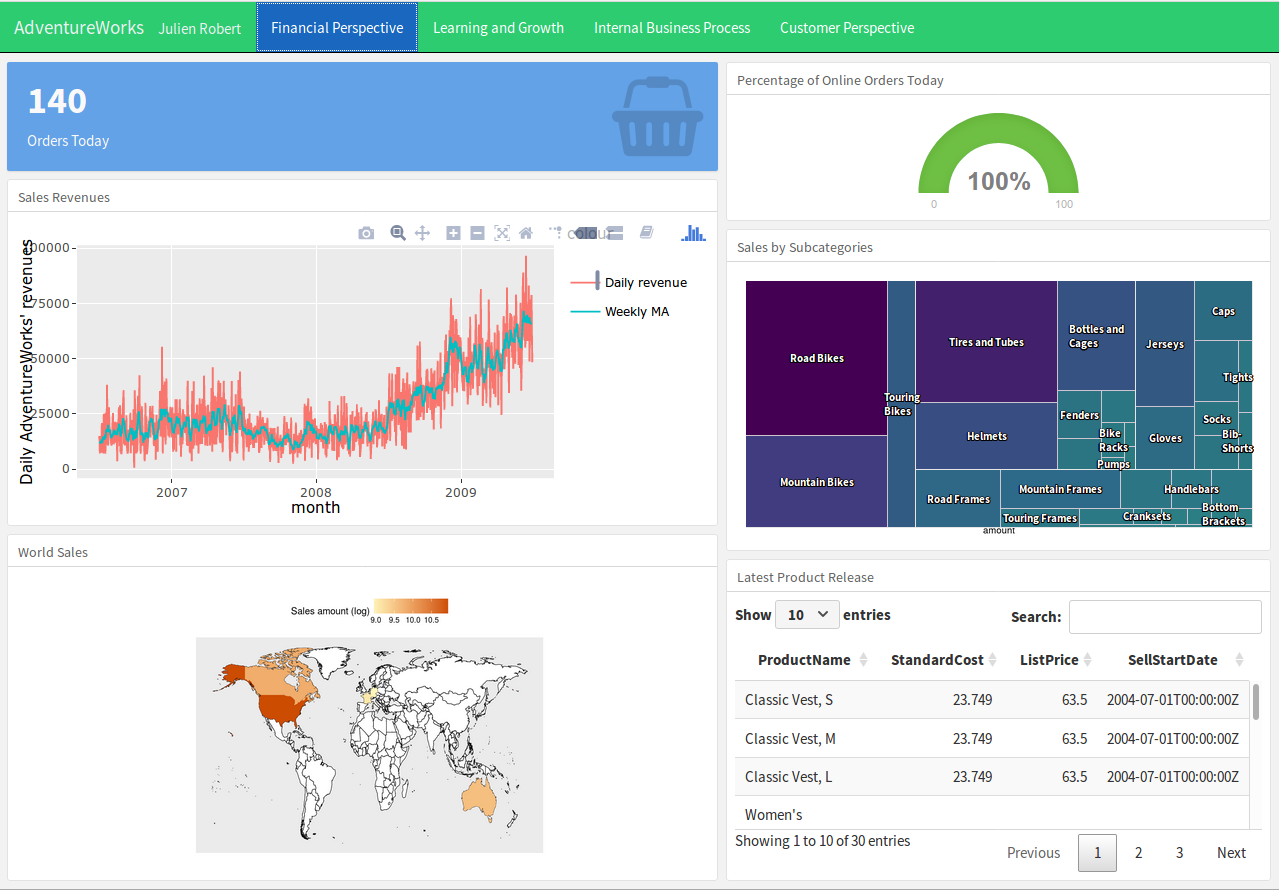 AdventureWorks Julien Robert Financial Perspective Learning and Growth Internal Business Process Customer Perspective
140
Orders Today
Percentage of Online Orders Today
100%
0 100
Sales Revenues
colour
Daily revenue
Weekly MA
Daily AdventureWorks' revenues
75000
50000
25000
0
2007 2008 2009
month
Sales by Subcategories
Road Bikes
Mountain Bikes
Touring
Bikes
Tires and Tubes
Helmets
Bottles and
Cages
Jerseys
Caps
Tights
Fenders
Bike
Racks
Pumps
Gloves
Socks
Bib-
Shorts
Road Frames
Mountain Frames
Handlebars
Touring Frames
Cranksets
Bottom
Brackets
amount
World Sales
Sales amount (log)
9.0 9.5 10.0 10.5
Latest Product Release
Show 10 entries
Search:
ProductName StandardCost ListPrice SellStartDate
Classic Vest, S 23.749 63.5 2004-07-01T00:00:00Z
Classic Vest, M 23.749 63.5 2004-07-01T00:00:00Z
Classic Vest, L 23.749 63.5 2004-07-01T00:00:00Z
Women's
Showing 1 to 10 of 30 entries
Previous 1 2 3 Next